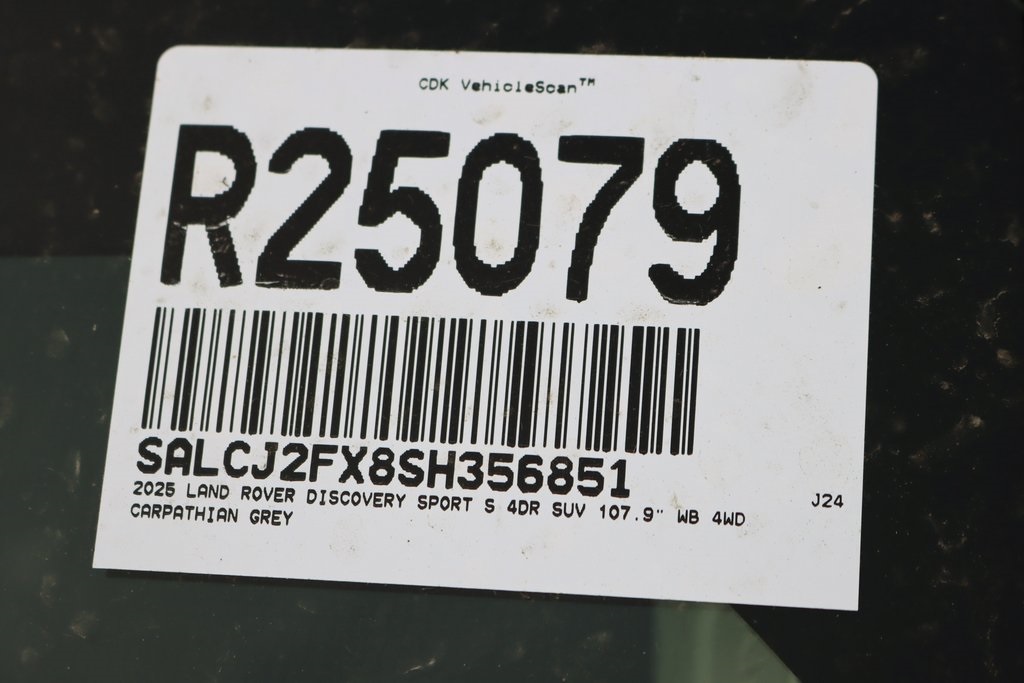 CDK VehicleScan™
R25079
SALCJ2FX8SH356851
2025 LAND ROVER DISCOVERY SPORT S 4DR SUV 107.9" WB 4WD
J24
CARPATHIAN GREY